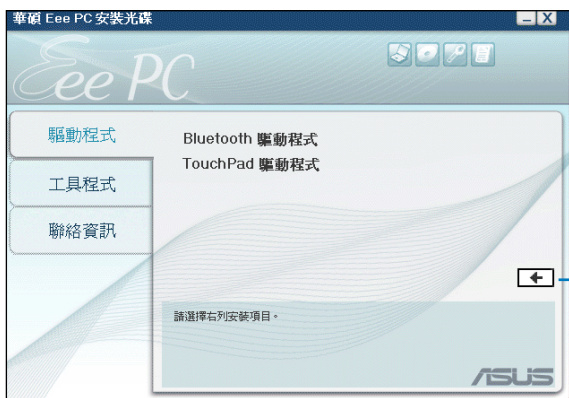 華碩 Eee PC 安裝光碟
Eee PC
驅動程式
Bluetooth 驅動程式
TouchPad 驅動程式
工具程式
聯絡資訊
請選擇右列安裝項目。
ASUS